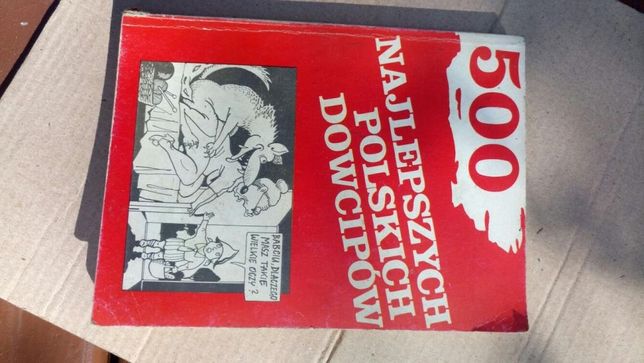 500
NAJLEPSZYCH
POLSKICH
DOWCIPÓW
BABCIU, DLACZEGO
MASZ TAKIE
WIELKIE OCZY?